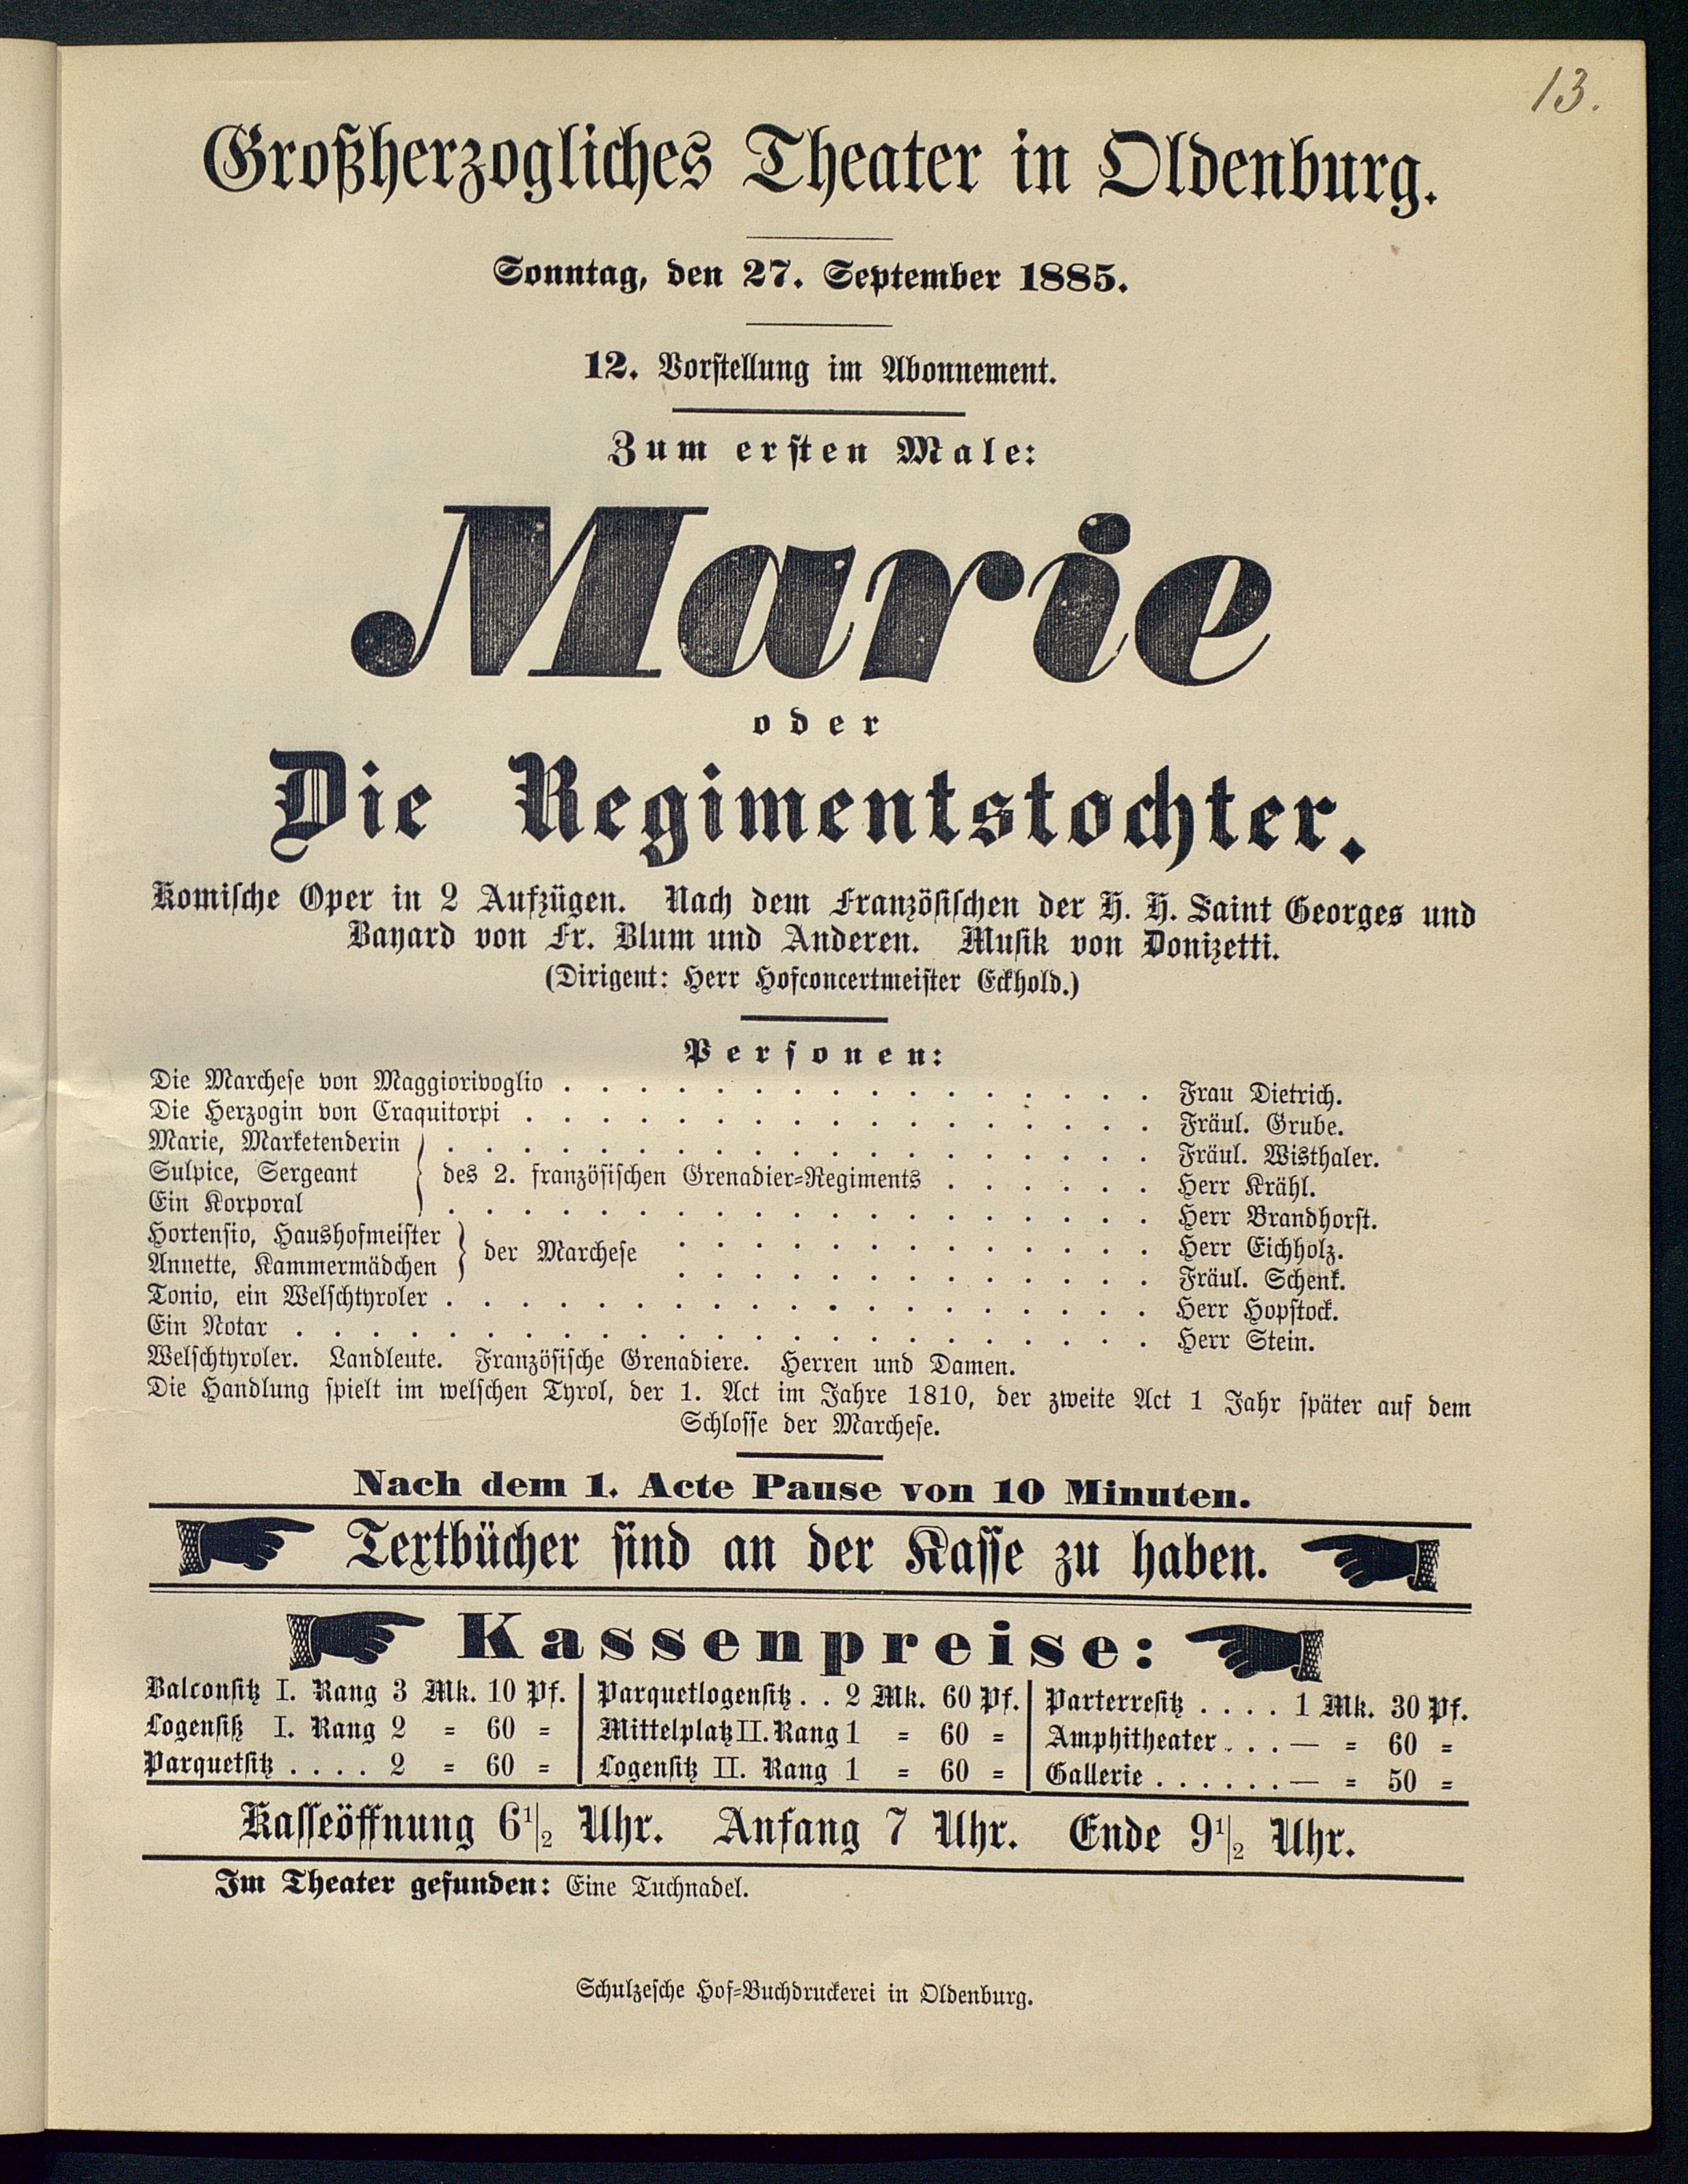 13.
Großherzogliches Theater in Oldenburg.
Sonntag, den 27. September 1885.
12. Vorstellung im Abonnement.
Zum ersten Male:
Marie
oder
Die Regimentstochter.
Komische Oper in 2 Aufzügen. Nach dem Französischen der H. H. Saint Georges und
Bayard von Fr. Blum und Anderen. Musik von Donizetti.
(Dirigent: Herr Hofconcertmeister Eckhold.)
Personen:
Die Marchese von Maggiorivoglio . . . . . . . . . . . . . . . . Frau Dietrich.
Die Herzogin von Craquitorpi . . . . . . . . . . . . . . . . . Fräul. Grube.
Marie, Marketenderin . . . . . . . . . . . . . . . . . . . Fräul. Wisthaler.
Sulpice, Sergeant } des 2. französischen Grenadier=Regiments . . . . . . Herr Krähl.
Ein Korporal . . . . . . . . . . . . . . . . . . . Herr Brandhorst.
Hortensio, Haushofmeister } der Marchese . . . . . . . . . . . . . Herr Eichholz.
Annette, Kammermädchen . . . . . . . . . . . . . Fräul. Schenk.
Tonio, ein Welschtyroler . . . . . . . . . . . . . . . . . . . Herr Hopstock.
Ein Notar . . . . . . . . . . . . . . . . . . . . . . . Herr Stein.
Welschtyroler. Landleute. Französische Grenadiere. Herren und Damen.
Die Handlung spielt im welschen Tyrol, der 1. Act im Jahre 1810, der zweite Act 1 Jahr später auf dem
Schlosse der Marchese.
Nach dem 1. Acte Pause von 10 Minuten.
Textbücher sind an der Kasse zu haben.
Kassenpreise:
Balconsitz I. Rang 3 Mk. 10 Pf. | Parquetlogensitz . . 2 Mk. 60 Pf. | Parterresitz . . . . 1 Mk. 30 Pf.
Logensitz I. Rang 2 = 60 = | Mittelplatz II. Rang 1 = 60 = | Amphitheater . . . — = 60 =
Parquetsitz . . . . 2 = 60 = | Logensitz II. Rang 1 = 60 = | Gallerie . . . . . . — = 50 =
Kasseöffnung 6 1/2 Uhr. Anfang 7 Uhr. Ende 9 1/2 Uhr.
Im Theater gefunden: Eine Tuchnadel.
Schulzesche Hof=Buchdruckerei in Oldenburg.